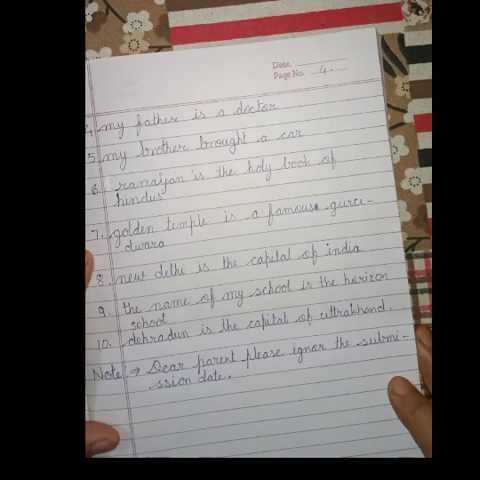 Date.
Page No. 4.
4. my father is a doctor
5. my brother brought a car
6. ramaijan is the holy book of
hindus
7. golden temple is a famouse guru-
dwara
8. new delhi is the capital of india
9. the name of my school is the horizon
school
10. dehradun is the capital of uttrakhand.
Note ⇒ Dear parent please ignor the submi-
ssion date.